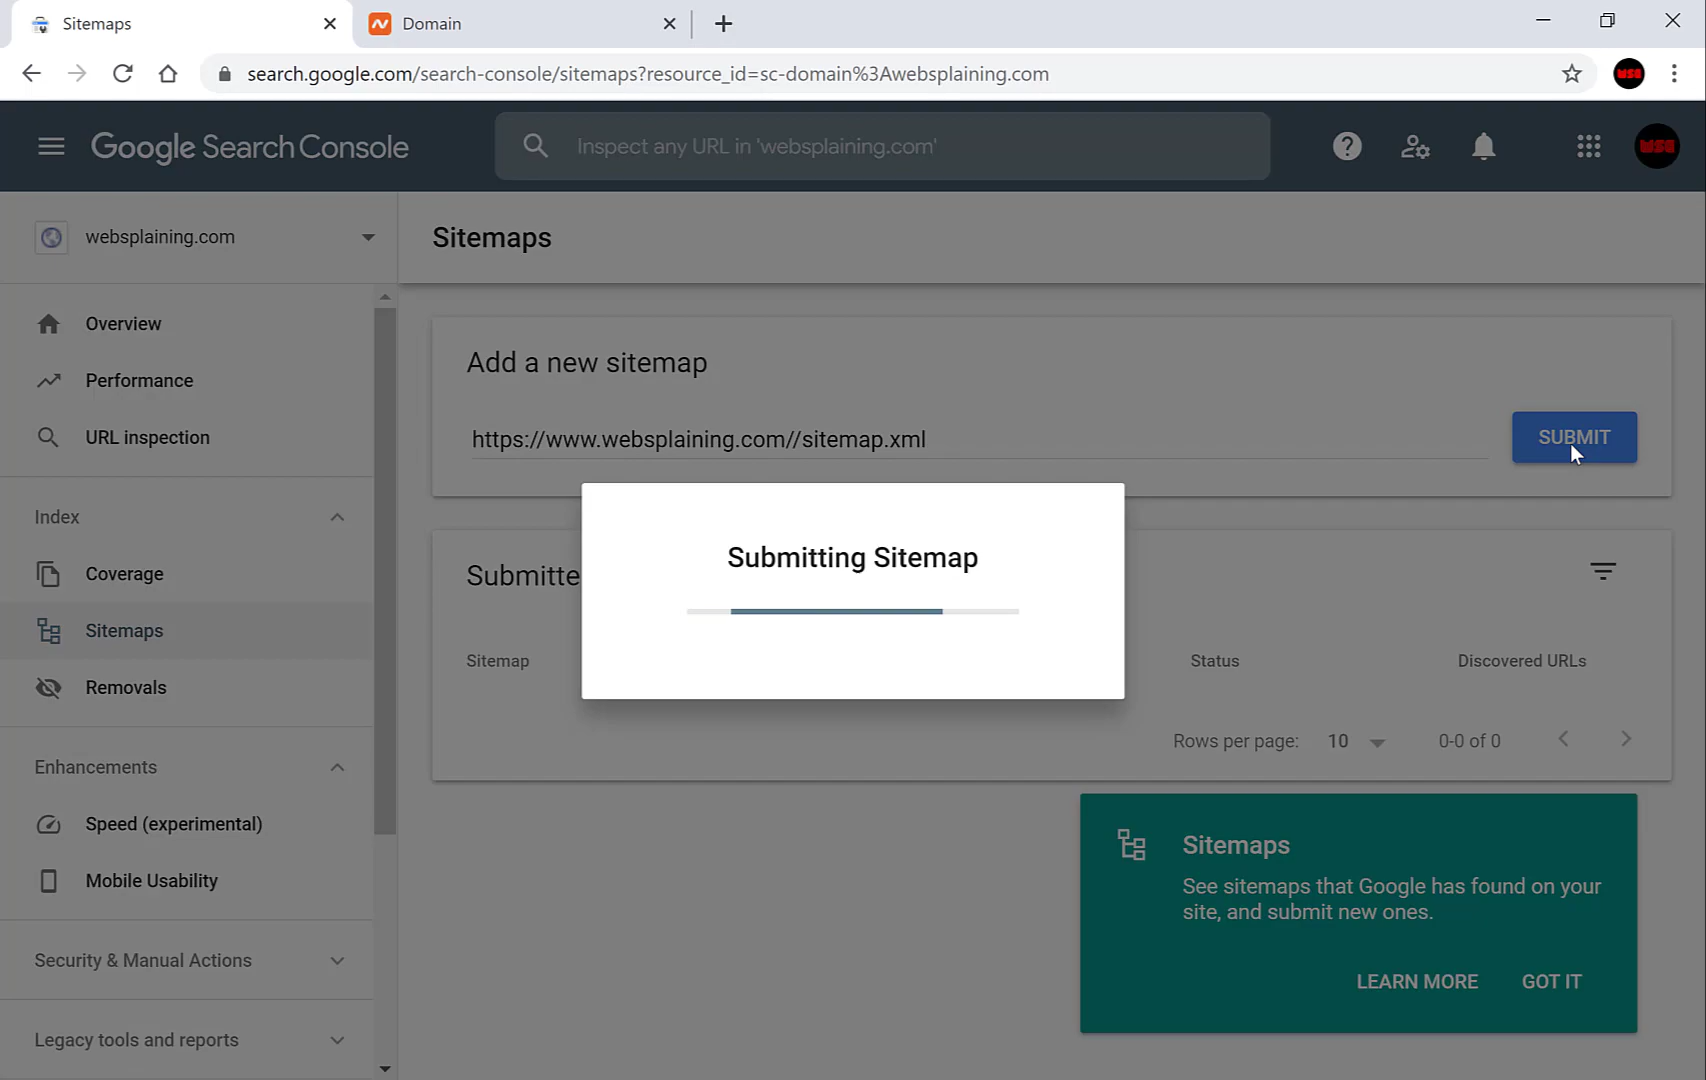 Sitemaps
Domain
search.google.com/search-console/sitemaps?resource_id=sc-domain%3Awebsplaining.com
Google Search Console
Inspect any URL in 'websplaining.com'
websplaining.com
Sitemaps
Overview
Performance
URL inspection
Index
Coverage
Sitemaps
Removals
Enhancements
Speed (experimental)
Mobile Usability
Security & Manual Actions
Legacy tools and reports
Add a new sitemap
https://www.websplaining.com//sitemap.xml
SUBMIT
Submitting Sitemap
Submitte
Sitemap
Status
Discovered URLs
Rows per page:
10
0-0 of 0
Sitemaps
See sitemaps that Google has found on your
site, and submit new ones.
LEARN MORE
GOT IT